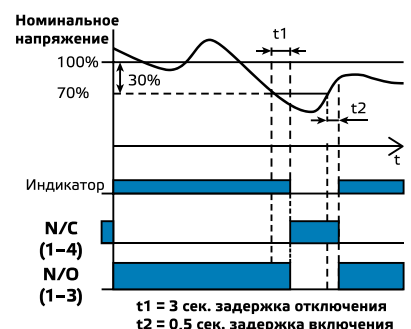 Номинальное
напряжение
t1
100%
30%
70%
t2
t
Индикатор
N/C
(1–4)
N/O
(1–3)
t1 = 3 сек. задержка отключения
t2 = 0,5 сек. задержка включения